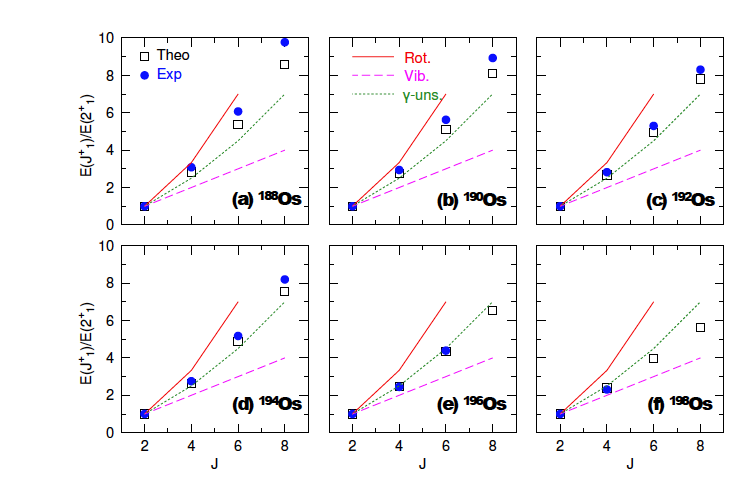 10
8
6
4
2
0
E(J⁺₁)/E(2⁺₁)
Theo
Exp
(a) ¹⁸⁸Os
Rot.
Vib.
γ-uns.
(b) ¹⁹⁰Os
(c) ¹⁹²Os
10
8
6
4
2
0
E(J⁺₁)/E(2⁺₁)
(d) ¹⁹⁴Os
(e) ¹⁹⁶Os
(f) ¹⁹⁸Os
2 4 6 8
2 4 6 8
2 4 6 8
J
J
J